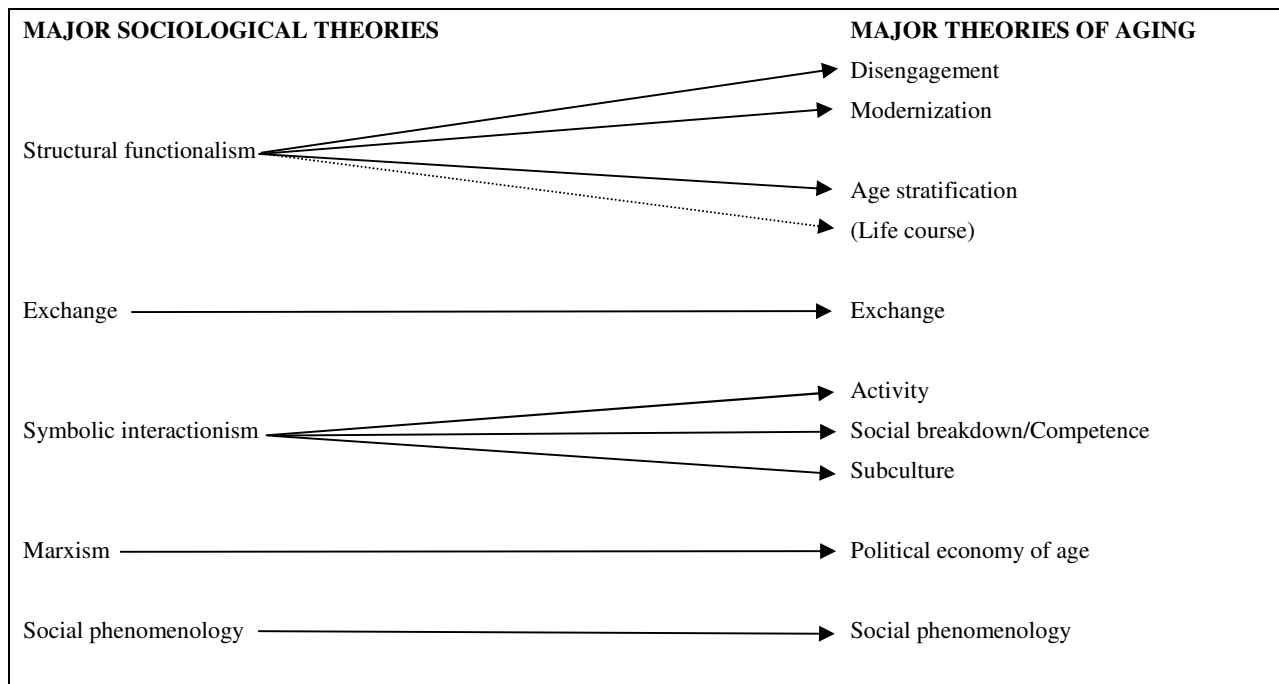 MAJOR SOCIOLOGICAL THEORIES MAJOR THEORIES OF AGING
Disengagement
Modernization
Structural functionalism
Age stratification
(Life course)
Exchange Exchange
Activity
Symbolic interactionism Social breakdown/Competence
Subculture
Marxism Political economy of age
Social phenomenology Social phenomenology